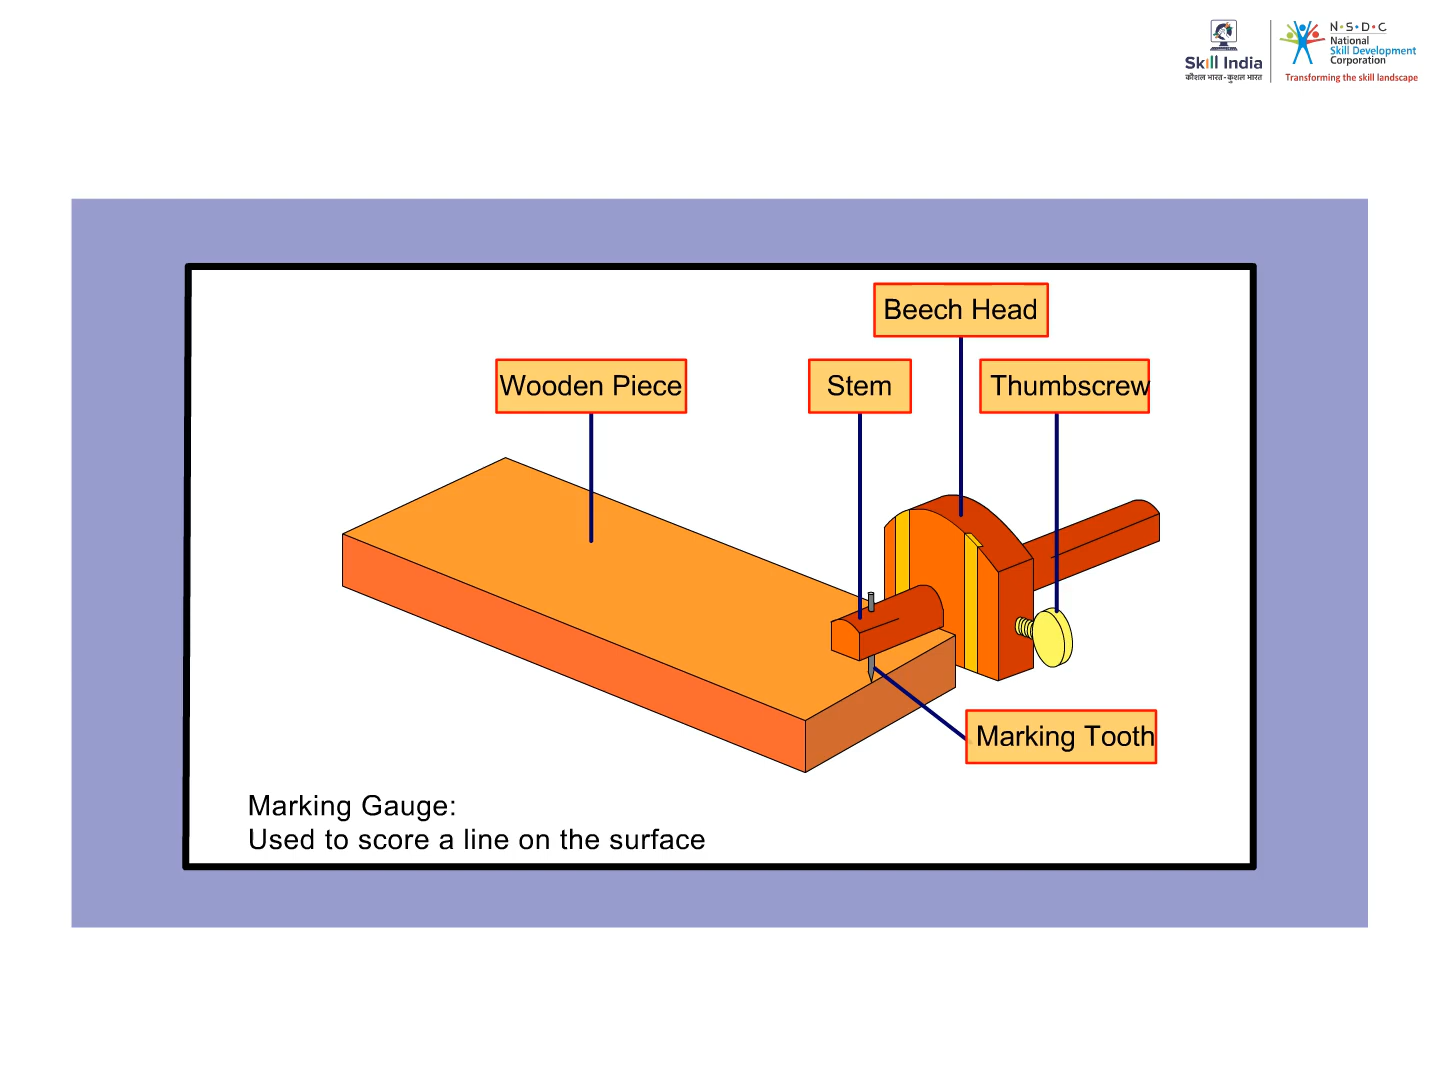 Skill India
कौशल भारत - कुशल भारत
N·S·D·C
National
Skill Development
Corporation
Transforming the skill landscape
Beech Head
Wooden Piece
Stem
Thumbscrew
Marking Tooth
Marking Gauge:
Used to score a line on the surface